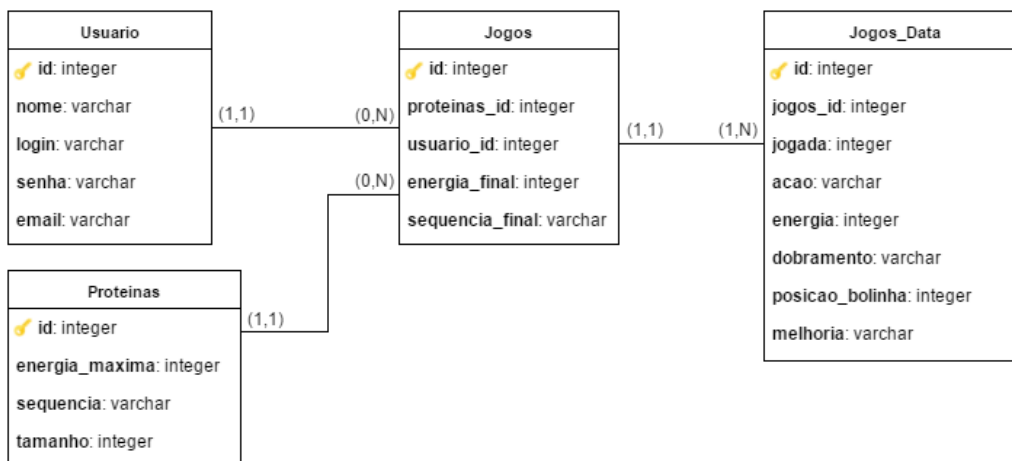 Usuario
id: integer
nome: varchar
login: varchar
senha: varchar
email: varchar
(1,1)
(0,N)
Jogos
id: integer
proteinas_id: integer
usuario_id: integer
energia_final: integer
sequencia_final: varchar
(1,1)
(1,N)
Jogos_Data
id: integer
jogos_id: integer
jogada: integer
acao: varchar
energia: integer
dobramento: varchar
posicao_bolinha: integer
melhoria: varchar
(0,N)
Proteinas
id: integer
energia_maxima: integer
sequencia: varchar
tamanho: integer
(1,1)